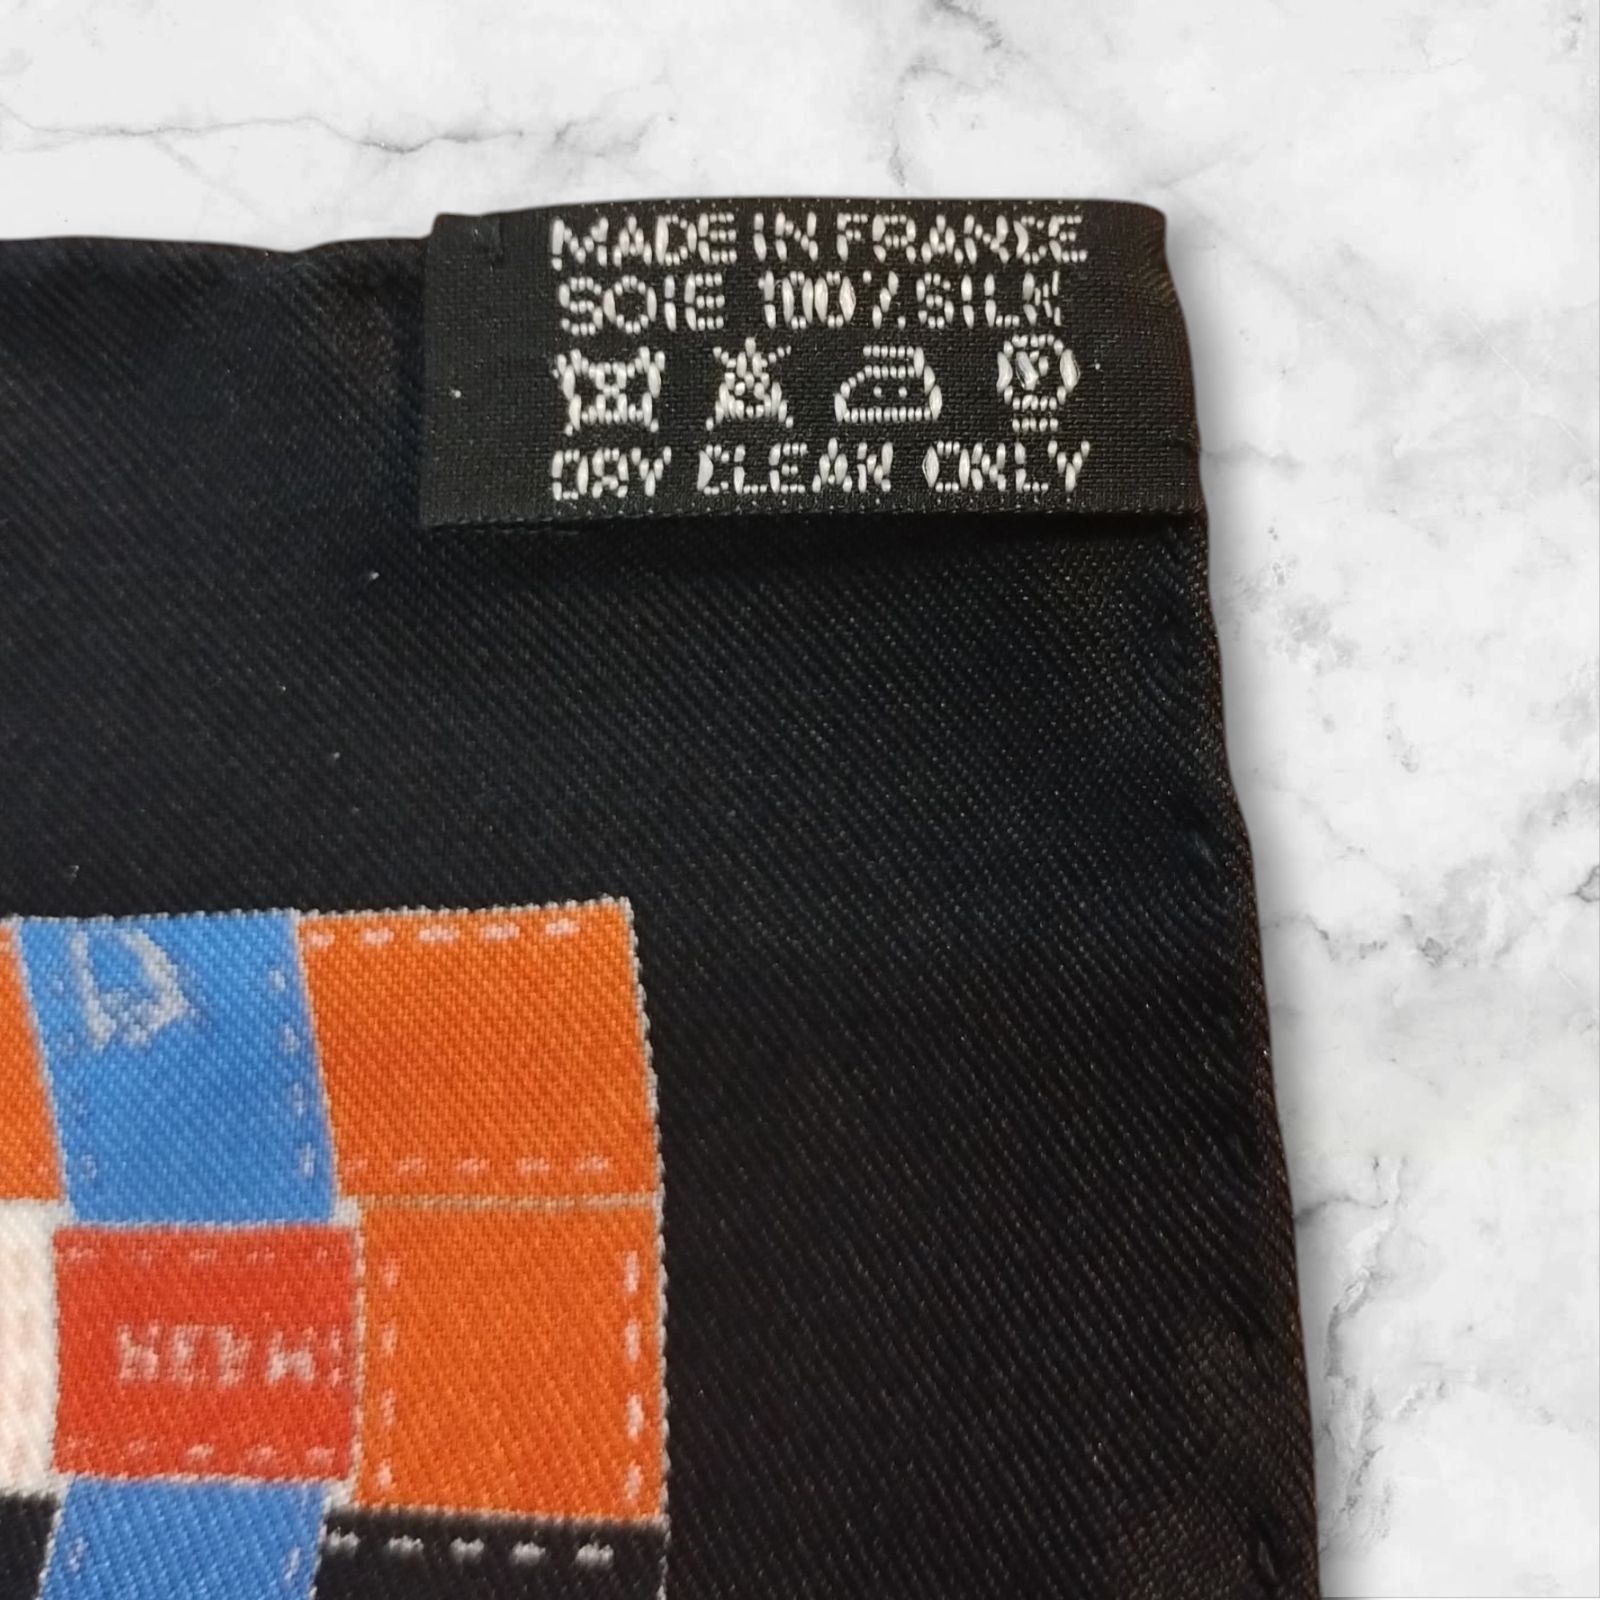 MADE IN FRANCE
SOIE 100% SILK
DRY CLEAN ONLY